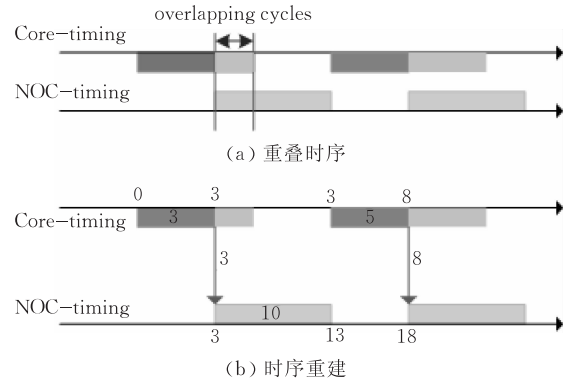 overlapping cycles
Core-timing
NOC-timing
(a) 重叠时序
0 3 3 8
Core-timing 3 5
3 8
NOC-timing 10
3 13 18
(b) 时序重建